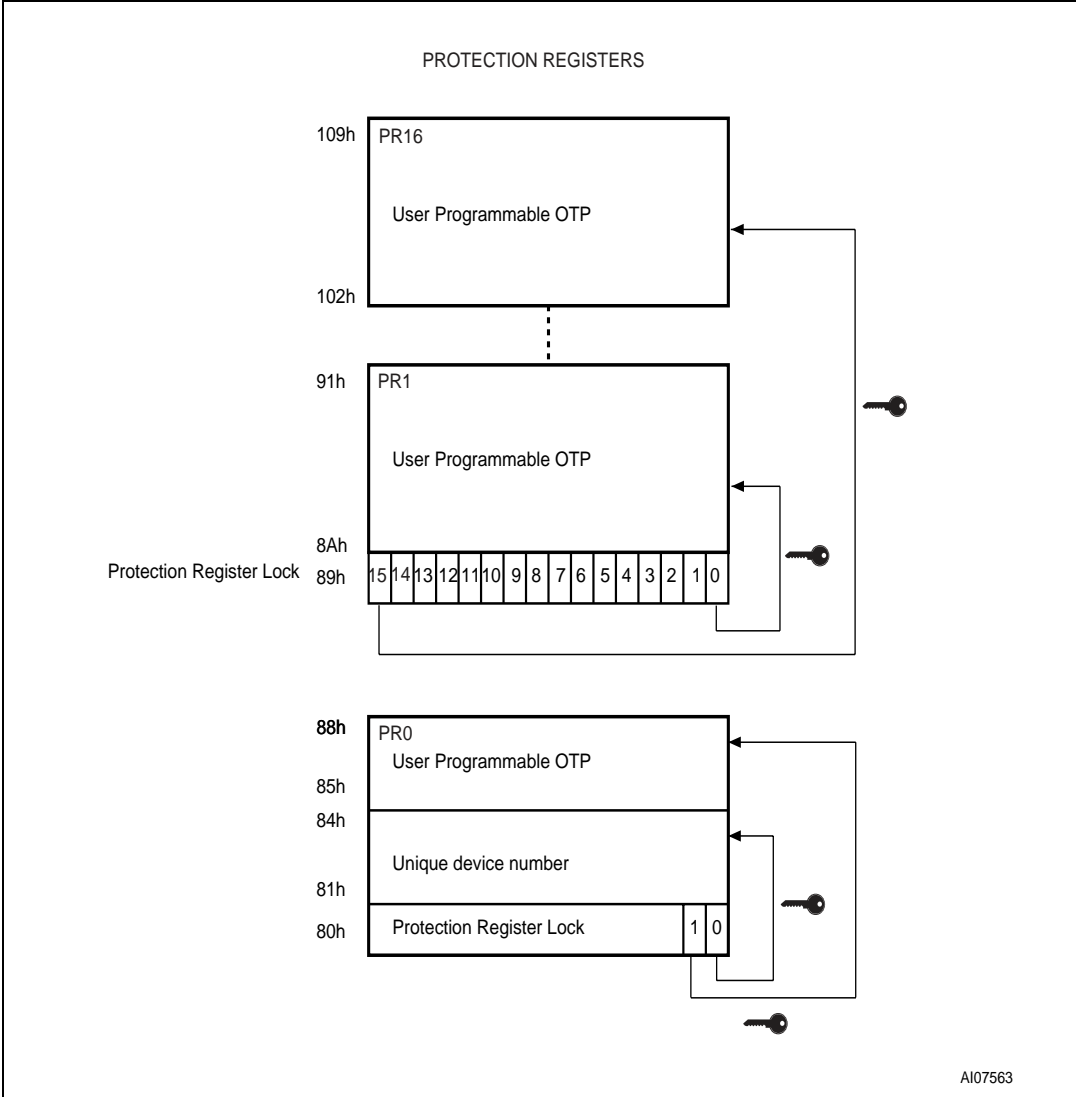 PROTECTION REGISTERS
109h PR16
User Programmable OTP
102h
91h PR1
User Programmable OTP
8Ah
Protection Register Lock 89h 15 14 13 12 11 10 9 8 7 6 5 4 3 2 1 0
88h PR0
User Programmable OTP
85h
84h
Unique device number
81h
80h Protection Register Lock 1 0
AI07563